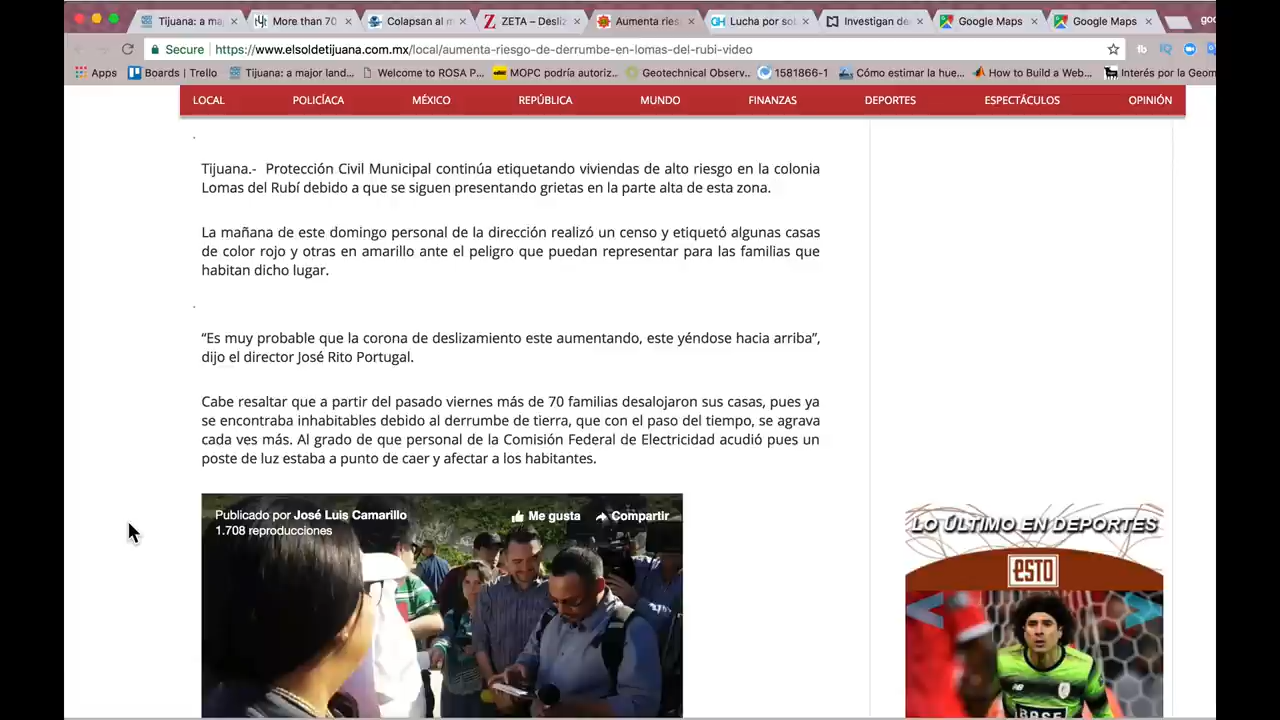 Tijuana: a ma
More than 70
Colapsan al m
ZETA – Desliz
Aumenta ries
Lucha por sob
Investigan de
Google Maps
Google Maps
goo
Secure
https://www.elsoldetijuana.com.mx/local/aumenta-riesgo-de-derrumbe-en-lomas-del-rubi-video
Apps
Boards | Trello
Tijuana: a major land...
Welcome to ROSA P...
MOPC podría autoriz...
Geotechnical Observ...
1581866-1
Cómo estimar la hue...
How to Build a Web...
Interés por la Geom
LOCAL
POLICÍACA
MÉXICO
REPÚBLICA
MUNDO
FINANZAS
DEPORTES
ESPECTÁCULOS
OPINIÓN
Tijuana.- Protección Civil Municipal continúa etiquetando viviendas de alto riesgo en la colonia
Lomas del Rubí debido a que se siguen presentando grietas en la parte alta de esta zona.
La mañana de este domingo personal de la dirección realizó un censo y etiquetó algunas casas
de color rojo y otras en amarillo ante el peligro que puedan representar para las familias que
habitan dicho lugar.
“Es muy probable que la corona de deslizamiento este aumentando, este yéndose hacia arriba”,
dijo el director José Rito Portugal.
Cabe resaltar que a partir del pasado viernes más de 70 familias desalojaron sus casas, pues ya
se encontraba inhabitables debido al derrumbe de tierra, que con el paso del tiempo, se agrava
cada ves más. Al grado de que personal de la Comisión Federal de Electricidad acudió pues un
poste de luz estaba a punto de caer y afectar a los habitantes.
Publicado por José Luis Camarillo
1.708 reproducciones
Me gusta
Compartir
LO ÚLTIMO EN DEPORTES
ESTO
BASE